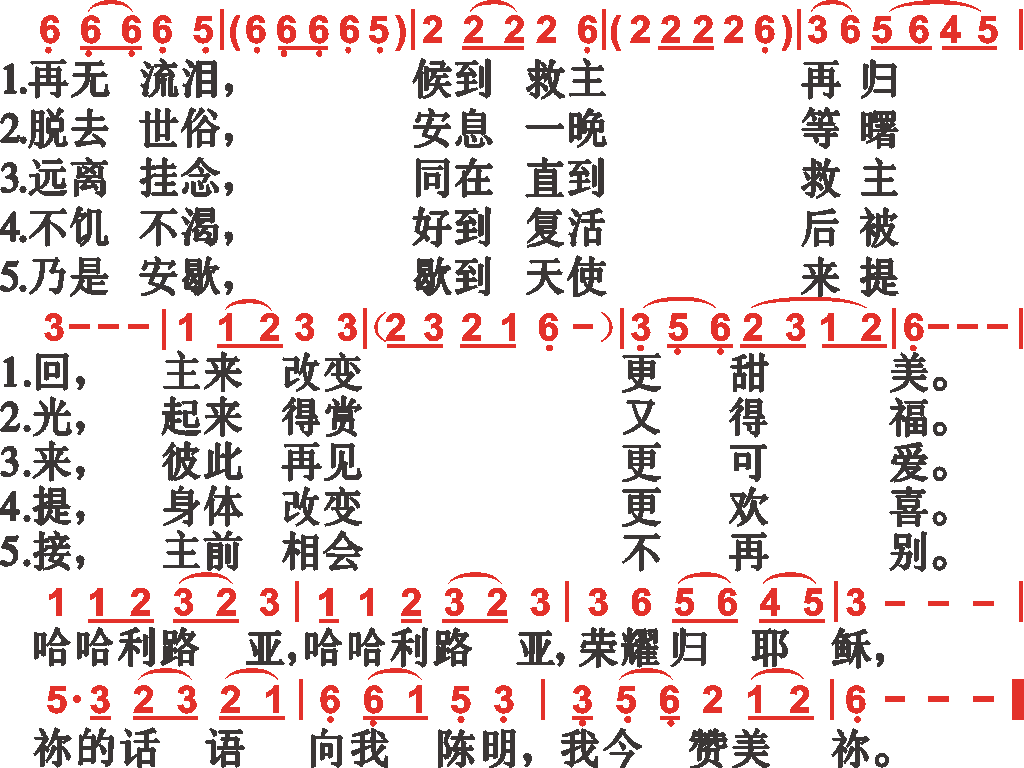 6 6 6 6 5|(6 6 6 6 5)|2 2 2 2 6|(2 2 2 2 6)|3 6 5 6 4 5|
1.再无 流泪， 候到 救主 再 归
2.脱去 世俗， 安息 一晚 等 曙
3.远离 挂念， 同在 直到 救 主
4.不饥 不渴， 好到 复活 后 被
5.乃是 安歇， 歇到 天使 来 提
3---|1 1 2 3 3|(2 3 2 1 6 -)|3 5 6 2 3 1 2|6---|
1.回， 主来 改变 更 甜 美。
2.光， 起来 得赏 又 得 福。
3.来， 彼此 再见 更 可 爱。
4.提， 身体 改变 更 欢 喜。
5.接， 主前 相会 不 再 别。
1 1 2 3 2 3|1 1 2 3 2 3|3 6 5 6 4 5|3 - - -|
哈哈利路 亚，哈哈利路 亚，荣耀归 耶 稣，
5·3 2 3 2 1|6 6 1 5 3|3 5 6 2 1 2|6 - - -
祢的话 语 向我 陈明，我今 赞美 祢。